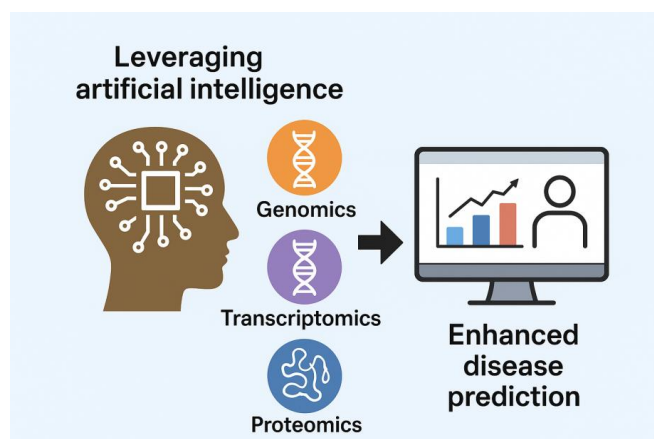 Leveraging
artificial intelligence
Genomics
Transcriptomics
Proteomics
Enhanced
disease
prediction